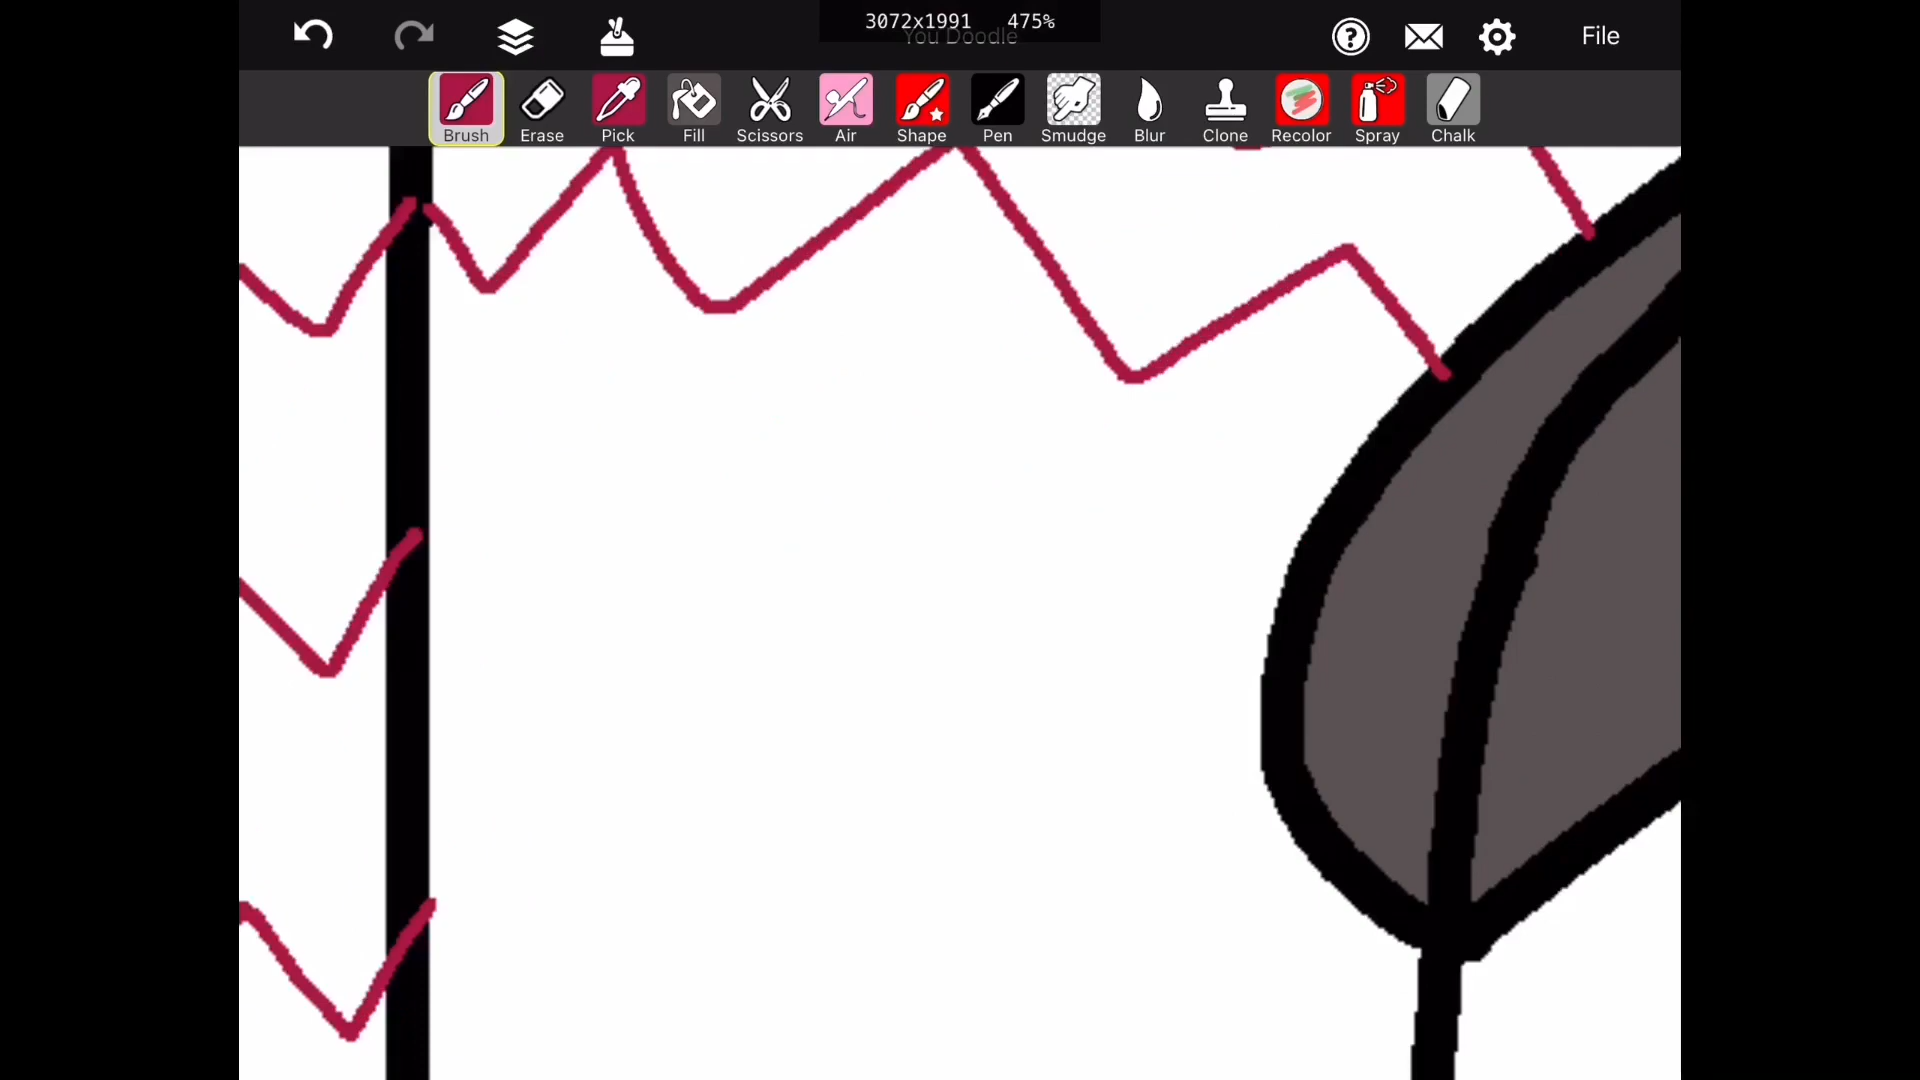 3072x1991 475%
You Doodle
File
Brush Erase Pick Fill Scissors Air Shape Pen Smudge Blur Clone Recolor Spray Chalk